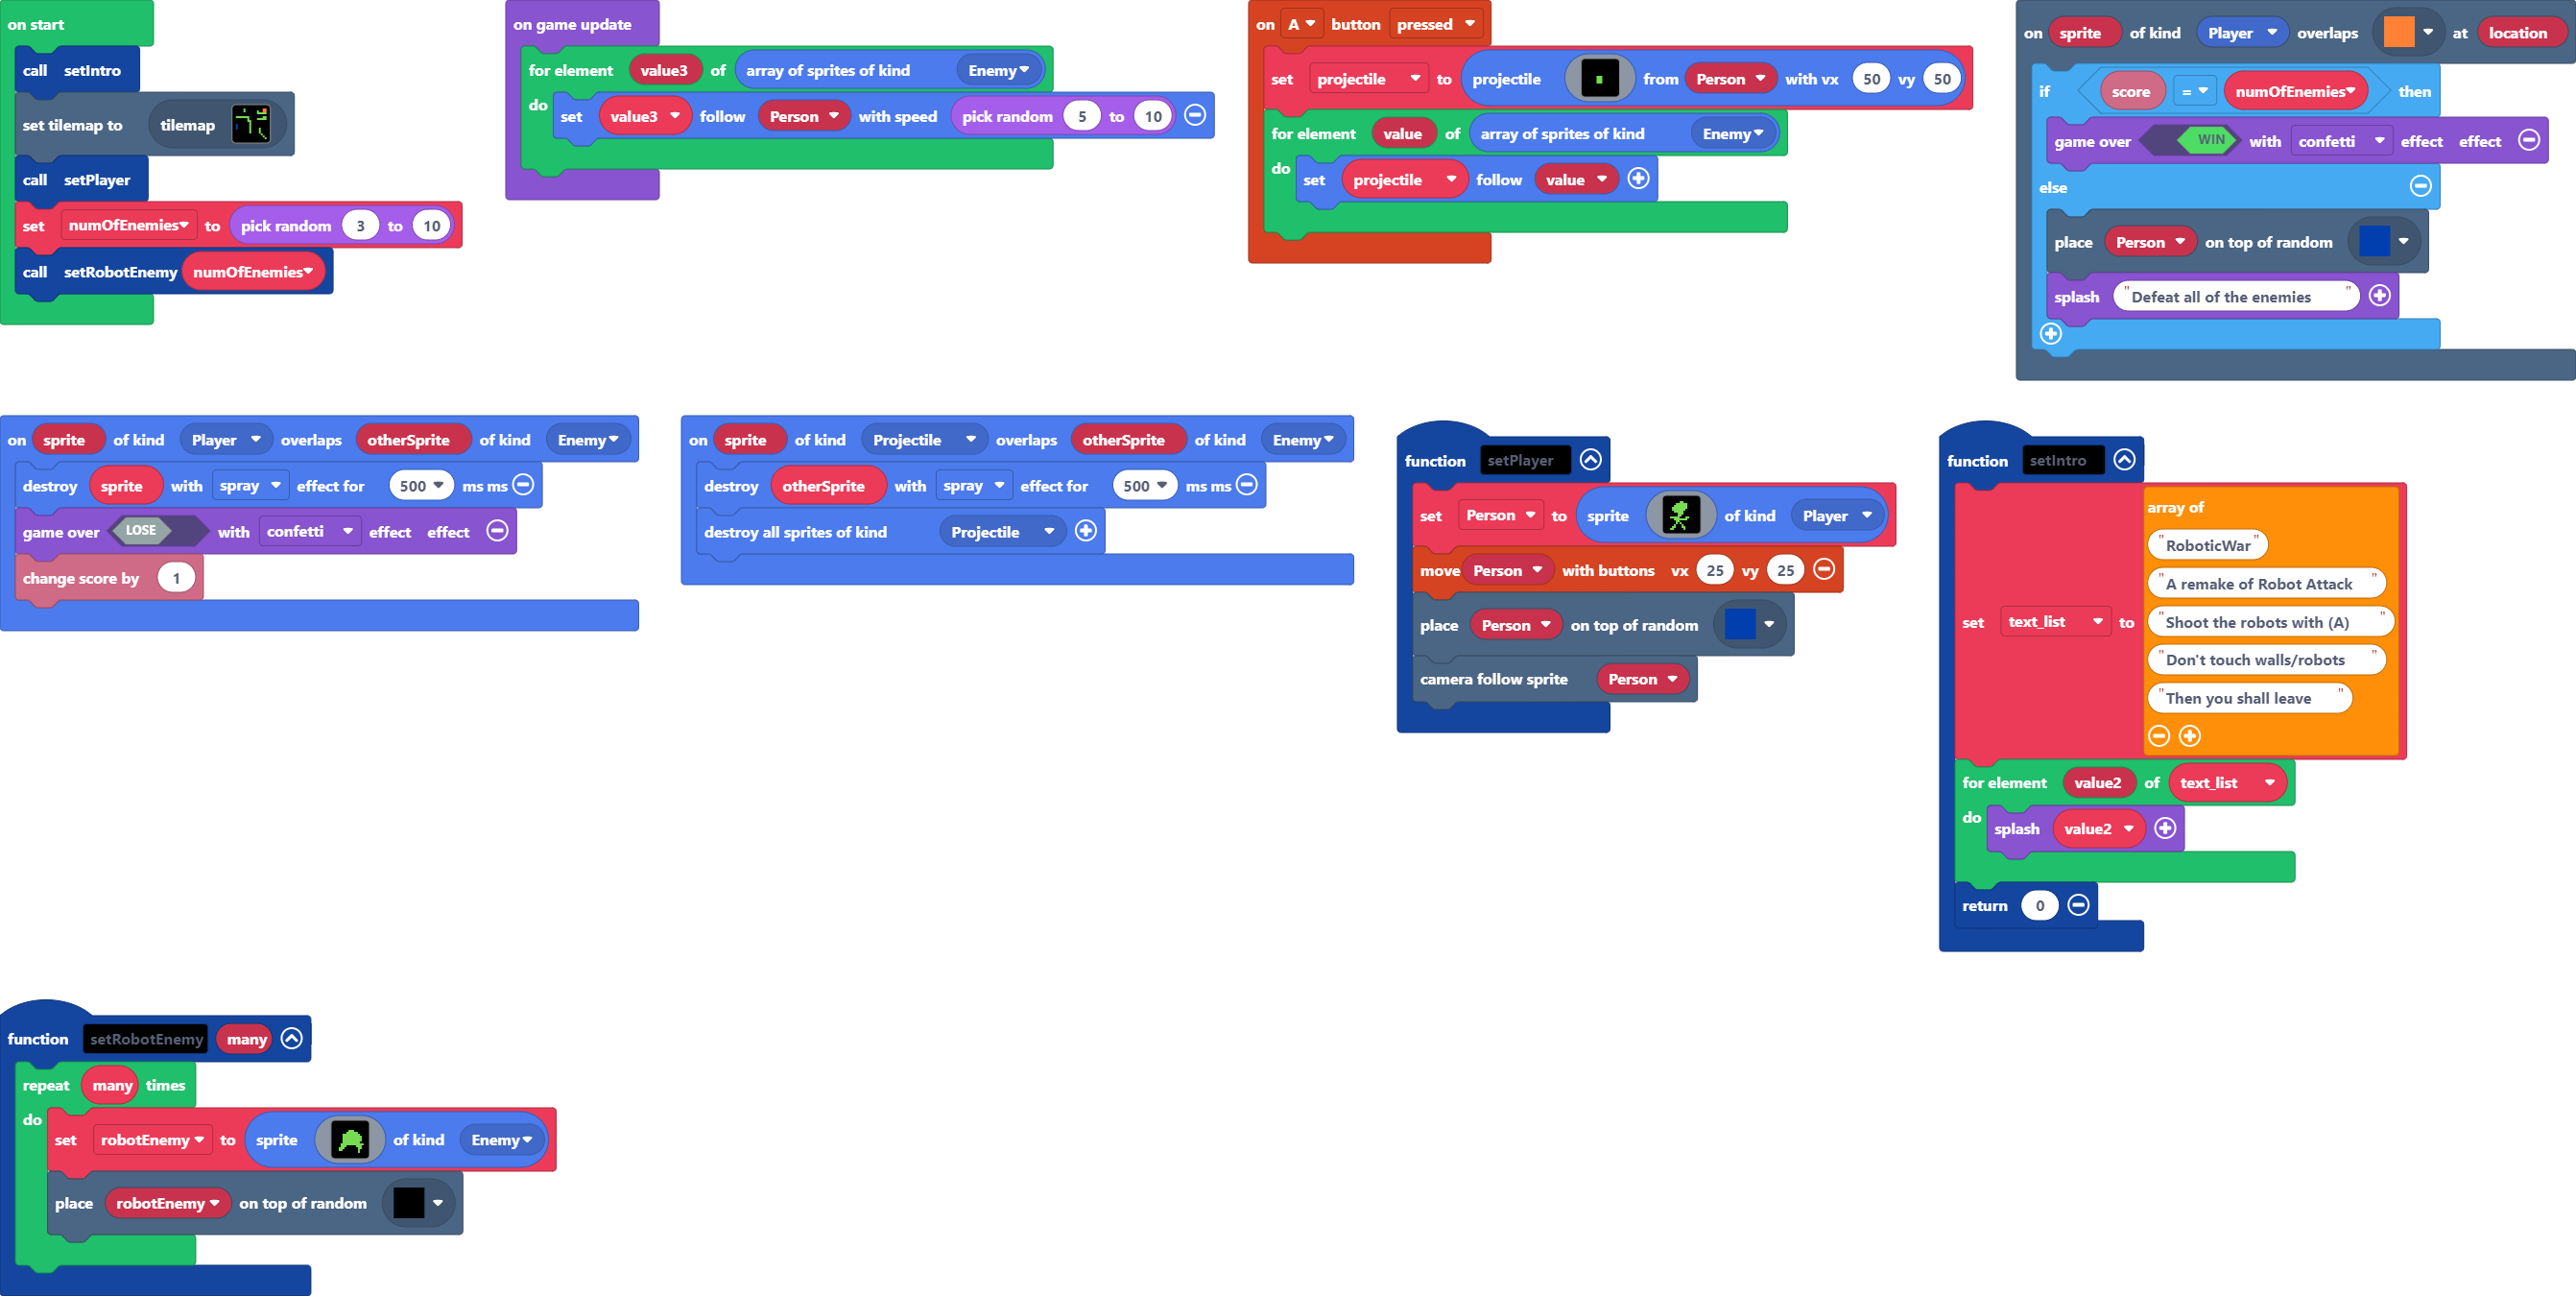 on start
call setIntro
set tilemap to tilemap
call setPlayer
set numOfEnemies to pick random 3 to 10
call setRobotEnemy numOfEnemies
on game update
for element value3 of array of sprites of kind Enemy
do set value3 follow Person with speed pick random 5 to 10
on A button pressed
set projectile to projectile from Person with vx 50 vy 50
for element value of array of sprites of kind Enemy
do set projectile follow value
on sprite of kind Player overlaps at location
if score = numOfEnemies then
game over WIN with confetti effect effect
else
place Person on top of random
splash "Defeat all of the enemies"
on sprite of kind Player overlaps otherSprite of kind Enemy
destroy sprite with spray effect for 500 ms ms
game over LOSE with confetti effect effect
change score by 1
on sprite of kind Projectile overlaps otherSprite of kind Enemy
destroy otherSprite with spray effect for 500 ms ms
destroy all sprites of kind Projectile
function setPlayer
set Person to sprite of kind Player
move Person with buttons vx 25 vy 25
place Person on top of random
camera follow sprite Person
function setIntro
set text_list to array of
"RoboticWar"
"A remake of Robot Attack"
"Shoot the robots with (A)"
"Don't touch walls/robots"
"Then you shall leave"
for element value2 of text_list
do splash value2
return 0
function setRobotEnemy many
repeat many times
do set robotEnemy to sprite of kind Enemy
place robotEnemy on top of random